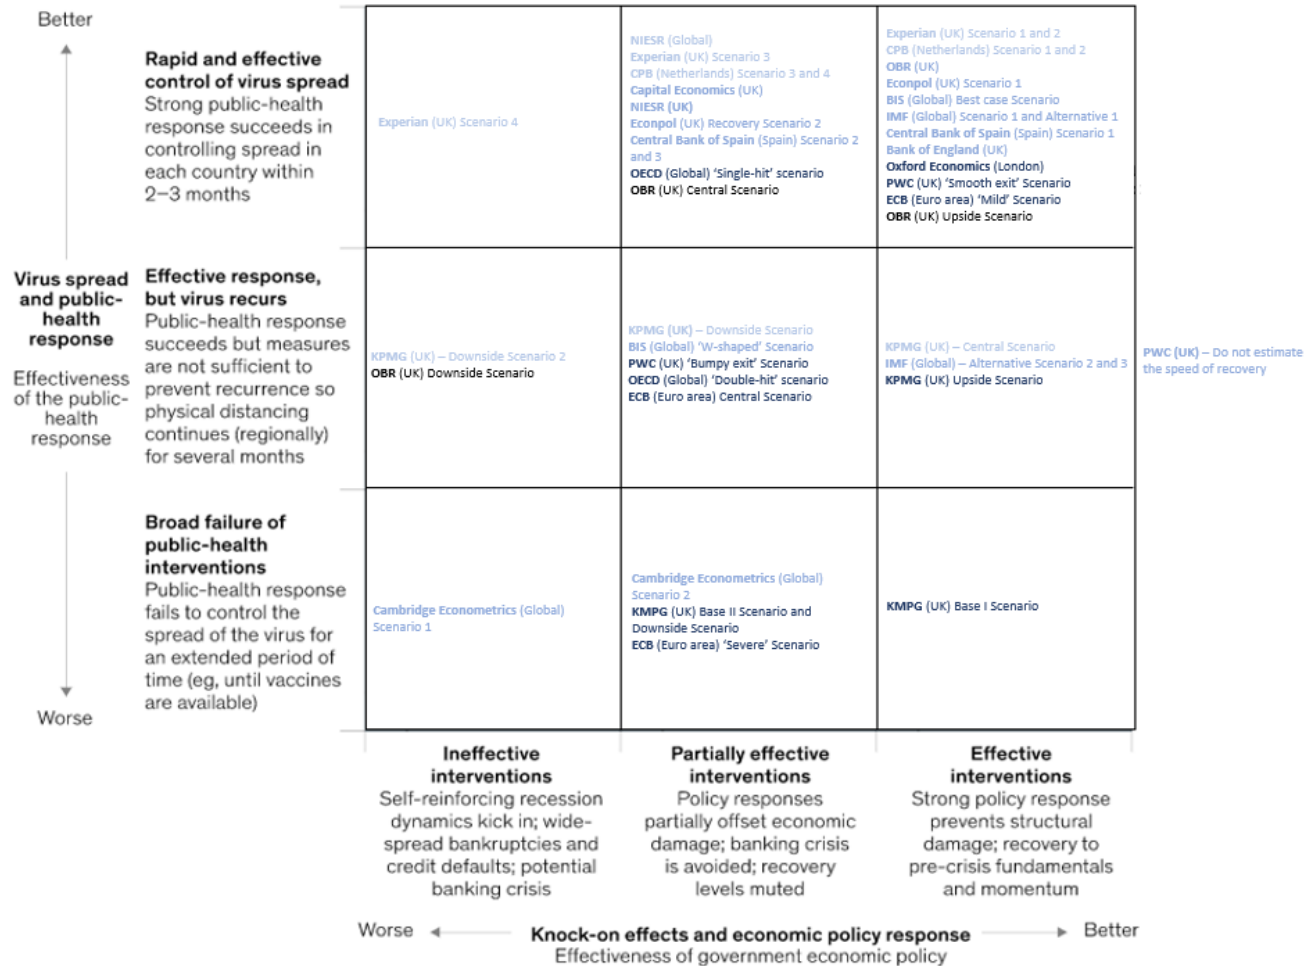 Better
Rapid and effective
control of virus spread
Strong public-health
response succeeds in
controlling spread in
each country within
2–3 months
Experian (UK) Scenario 4
NIESR (Global)
Experian (UK) Scenario 3
CPB (Netherlands) Scenario 3 and 4
Capital Economics (UK)
NIESR (UK)
Econpol (UK) Recovery Scenario 2
Central Bank of Spain (Spain) Scenario 2
and 3
OECD (Global) ‘Single-hit’ scenario
OBR (UK) Central Scenario
Experian (UK) Scenario 1 and 2
CPB (Netherlands) Scenario 1 and 2
OBR (UK)
Econpol (UK) Scenario 1
BIS (Global) Best case Scenario
IMF (Global) Scenario 1 and Alternative 1
Central Bank of Spain (Spain) Scenario 1
Bank of England (UK)
Oxford Economics (London)
PWC (UK) ‘Smooth exit’ Scenario
ECB (Euro area) ‘Mild’ Scenario
OBR (UK) Upside Scenario
Virus spread
and public-
health
response
Effectiveness
of the public-
health
response
Effective response,
but virus recurs
Public-health response
succeeds but measures
are not sufficient to
prevent recurrence so
physical distancing
continues (regionally)
for several months
KPMG (UK) – Downside Scenario 2
OBR (UK) Downside Scenario
KPMG (UK) – Downside Scenario
BIS (Global) ‘W-shaped’ Scenario
PWC (UK) ‘Bumpy exit’ Scenario
OECD (Global) ‘Double-hit’ scenario
ECB (Euro area) Central Scenario
KPMG (UK) – Central Scenario
IMF (Global) – Alternative Scenario 2 and 3
KPMG (UK) Upside Scenario
PWC (UK) – Do not estimate
the speed of recovery
Broad failure of
public-health
interventions
Public-health response
fails to control the
spread of the virus for
an extended period of
time (eg, until vaccines
are available)
Worse
Cambridge Econometrics (Global)
Scenario 1
Cambridge Econometrics (Global)
Scenario 2
KMPG (UK) Base II Scenario and
Downside Scenario
ECB (Euro area) ‘Severe’ Scenario
KMPG (UK) Base I Scenario
Ineffective
interventions
Self-reinforcing recession
dynamics kick in; wide-
spread bankruptcies and
credit defaults; potential
banking crisis
Partially effective
interventions
Policy responses
partially offset economic
damage; banking crisis
is avoided; recovery
levels muted
Effective
interventions
Strong policy response
prevents structural
damage; recovery to
pre-crisis fundamentals
and momentum
Worse
Knock-on effects and economic policy response
Effectiveness of government economic policy
Better